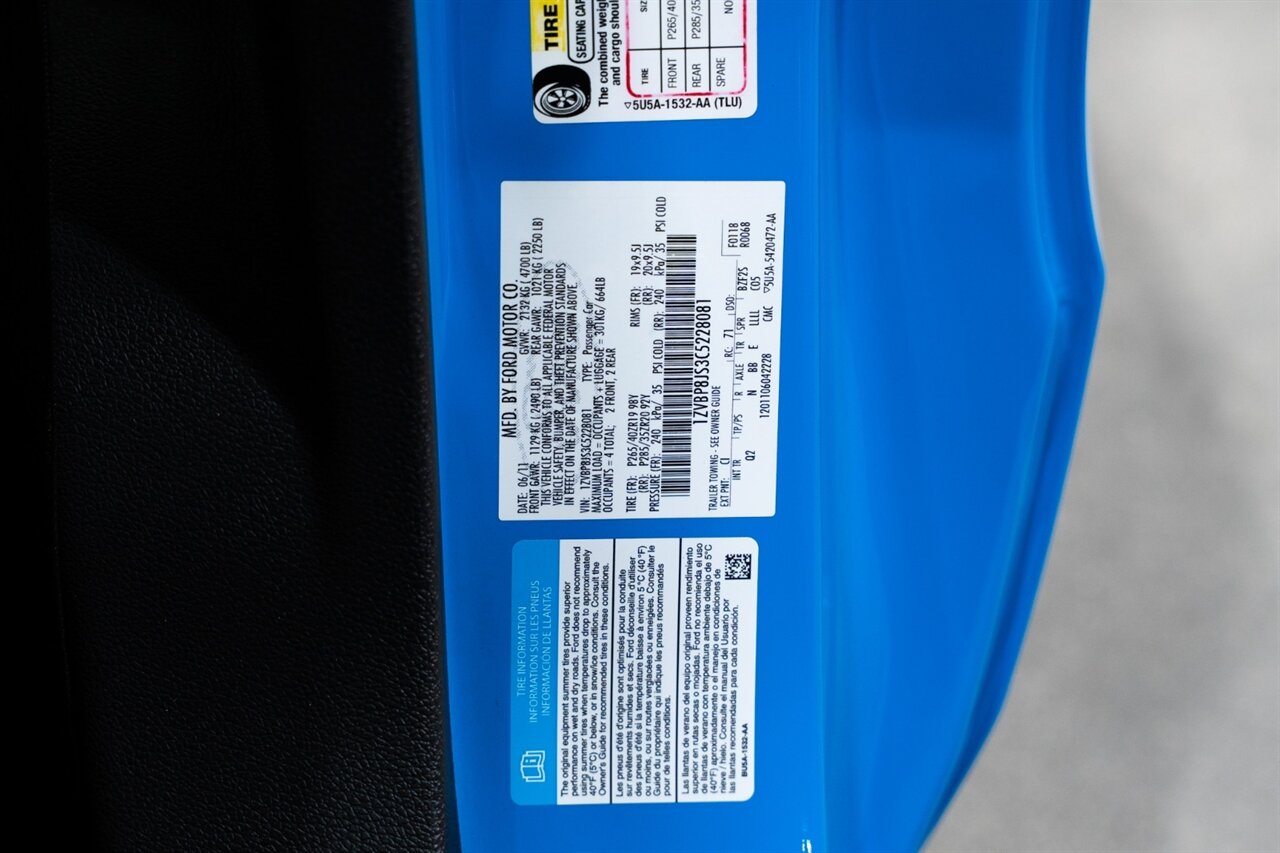 TIRE
SEATING CAP
The combined weigh
and cargo shou
TIRE
FRONT P265/40
REAR P285/35
SPARE NO
▽5U5A-1532-AA (TLU)
MFD. BY FORD MOTOR CO.
DATE: 06/11 GVWR: 2132 KG ( 4700 LB)
FRONT GAWR: 1129 KG ( 2490 LB) REAR GAWR: 1021 KG ( 2250 LB)
THIS VEHICLE CONFORMS TO ALL APPLICABLE FEDERAL MOTOR
VEHICLE SAFETY, BUMPER, AND THEFT PREVENTION STANDARDS
IN EFFECT ON THE DATE OF MANUFACTURE SHOWN ABOVE.
VIN: 1ZVBP8JS3C5228081 TYPE: Passenger Car
MAXIMUM LOAD = OCCUPANTS + LUGGAGE = 301KG/ 664LB
OCCUPANTS = 4 TOTAL; 2 FRONT, 2 REAR
TIRE (FR): P265/40ZR19 98Y RIMS (FR): 19x9.5J
(RR): P285/35ZR20 92Y (RR): 20x9.5J
PRESSURE (FR): 240 kPa/ 35 PSI COLD (RR): 240 kPa/ 35 PSI COLD
1ZVBP8JS3C5228081
TRAILER TOWING - SEE OWNER GUIDE
EXT PNT: CI RC: 71 DSO: F0118
INT TR TP/PS R AXLE TR SPR BZF2S R0068
Q2 N BB E LLLL C05
1201106042228 CMC ▽5U5A-5420472-AA
TIRE INFORMATION
INFORMATION SUR LES PNEUS
INFORMACIÓN DE LLANTAS
The original equipment summer tires provide superior
performance on wet and dry roads. Ford does not recommend
using summer tires when temperatures drop to approximately
40°F (5°C) or below, or in snow/ice conditions. Consult the
Owner's Guide for recommended tires in these conditions.
Les pneus d'été d'origine sont optimisés pour la conduite
sur revêtements humides et secs. Ford déconseille d'utiliser
des pneus d'été si la température baisse à environ 5 °C (40 °F)
ou moins, ou sur routes verglacées ou enneigées. Consulter le
Guide du propriétaire qui indique les pneus recommandés
pour de telles conditions.
Las llantas de verano del equipo original proveen rendimiento
superior en rutas secas o mojadas. Ford no recomienda el uso
de llantas de verano con temperatura ambiente debajo de 5°C
(40°F) aproximadamente o el manejo en condiciones de
nieve / hielo. Consulte el manual del Usuario por
las llantas recomendadas para cada condición.
BU5A-1532-AA